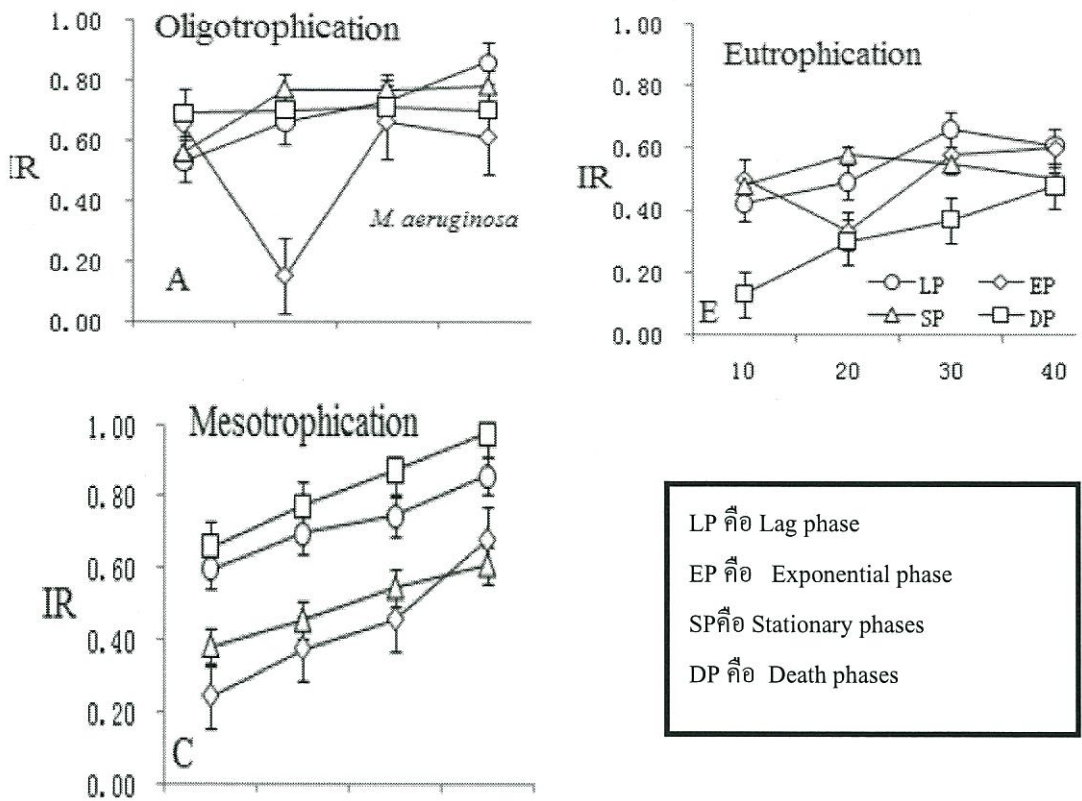 Oligotrophication
1.00
0.80
0.60
0.40
0.20
0.00
IR
M. aeruginosa
A
Eutrophication
1.00
0.80
0.60
0.40
0.20
0.00
IR
LP
EP
SP
DP
E
10 20 30 40
Mesotrophication
1.00
0.80
0.60
0.40
0.20
0.00
IR
C
LP คือ Lag phase
EP คือ Exponential phase
SPคือ Stationary phases
DP คือ Death phases